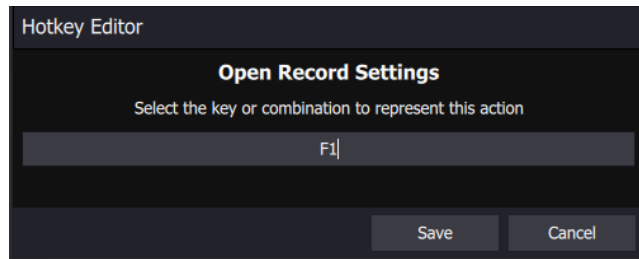 Hotkey Editor
Open Record Settings
Select the key or combination to represent this action
F1
Save Cancel